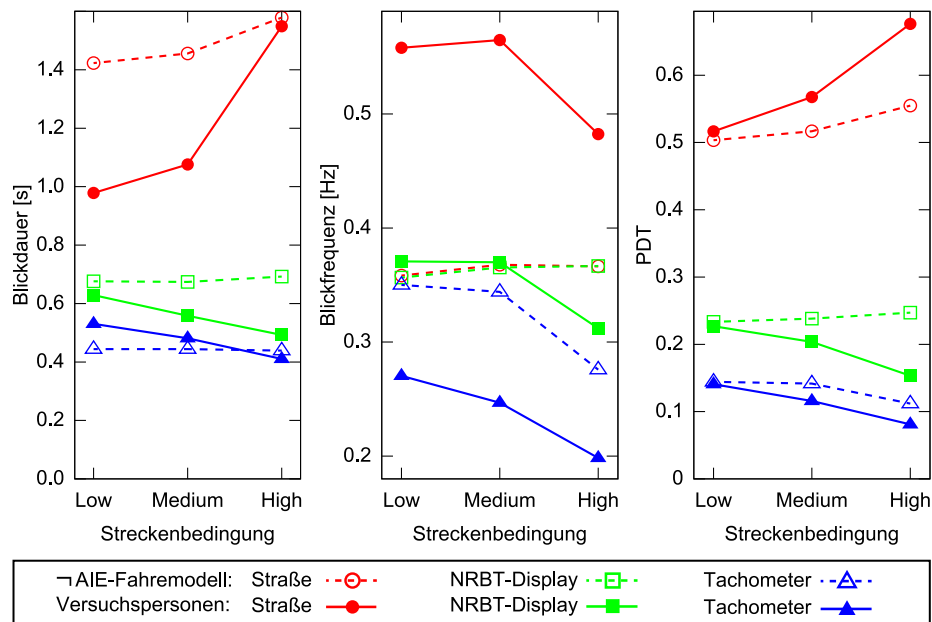 Blickdauer [s]
1.4
1.2
1.0
0.8
0.6
0.4
0.2
0.0
Low Medium High
Streckenbedingung
Blickfrequenz [Hz]
0.5
0.4
0.3
0.2
Low Medium High
Streckenbedingung
PDT
0.6
0.5
0.4
0.3
0.2
0.1
0
Low Medium High
Streckenbedingung
¬AIE-Fahremodell: Straße NRBT-Display Tachometer
Versuchspersonen: Straße NRBT-Display Tachometer